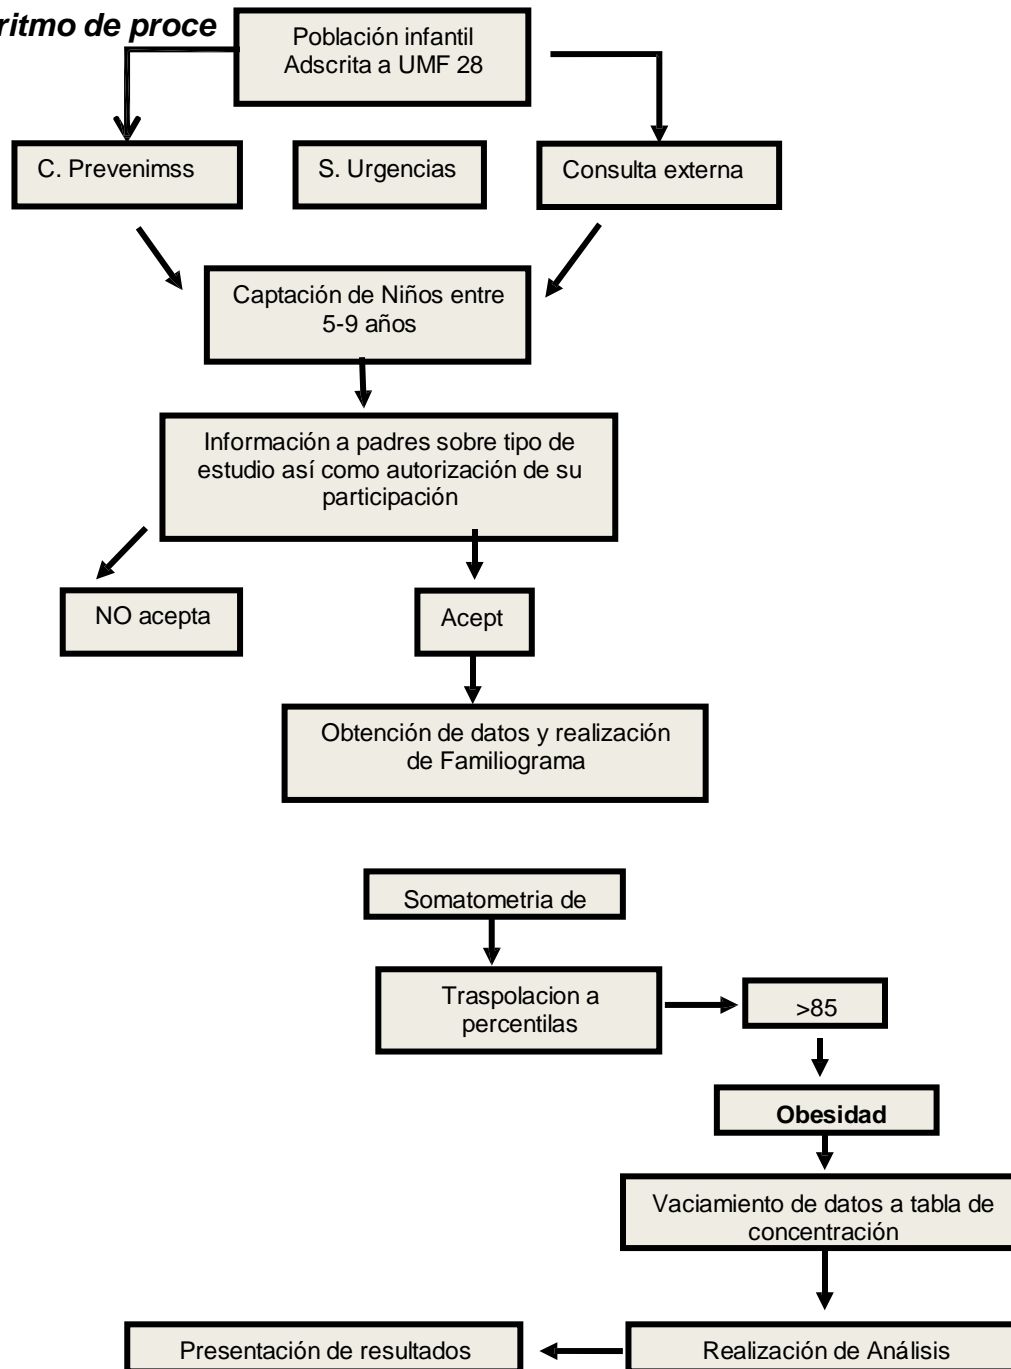 ritmo de proce
Población infantil
Adscrita a UMF 28
C. Prevenimss
S. Urgencias
Consulta externa
Captación de Niños entre
5-9 años
Información a padres sobre tipo de
estudio así como autorización de su
participación
NO acepta
Acept
Obtención de datos y realización
de Familiograma
Somatometria de
Traspolacion a
percentilas
>85
Obesidad
Vaciamiento de datos a tabla de
concentración
Presentación de resultados
Realización de Análisis